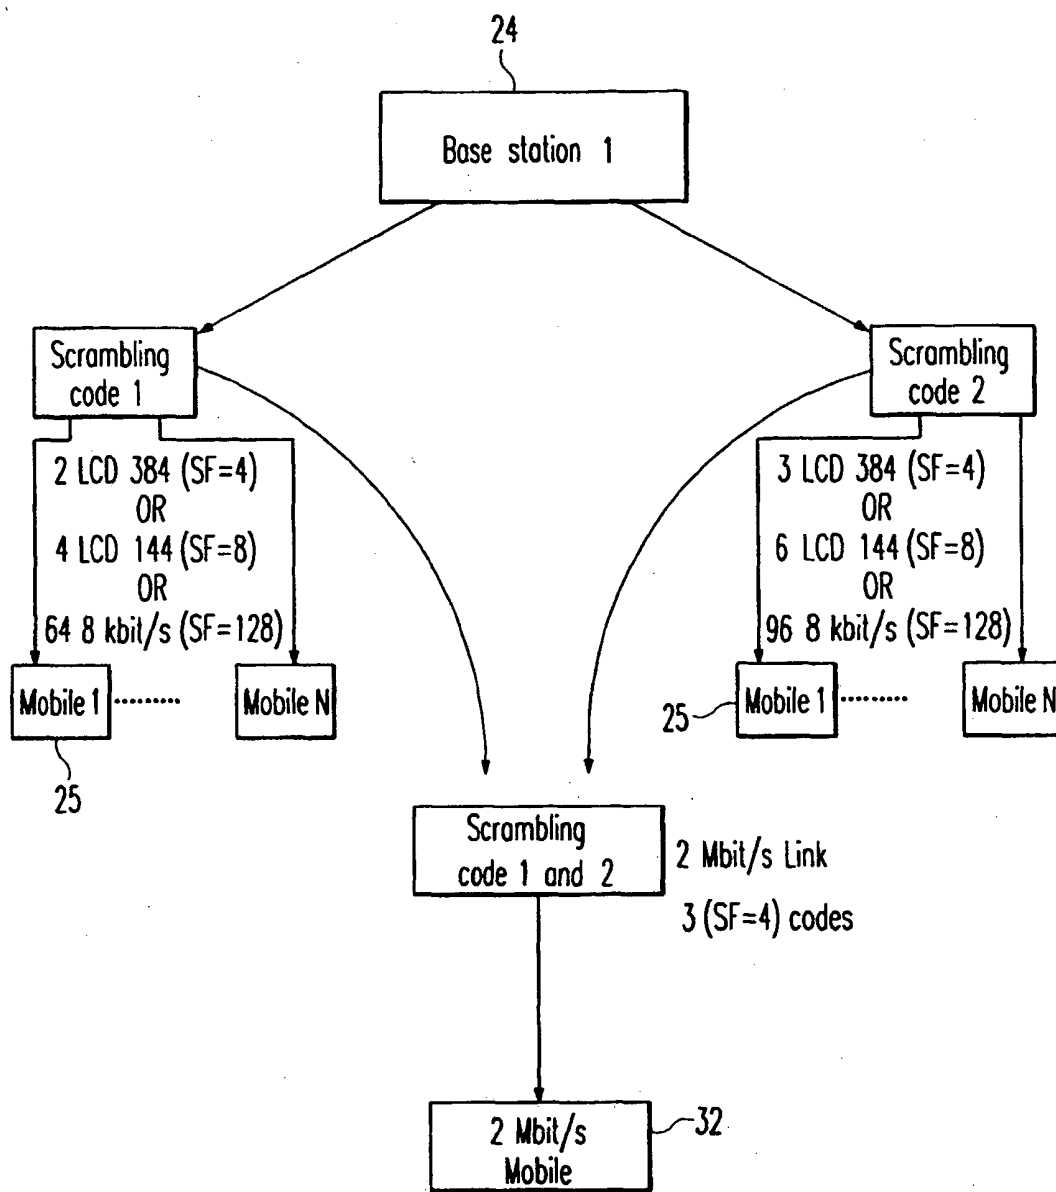 24
Base station 1
Scrambling
code 1
Scrambling
code 2
2 LCD 384 (SF=4)
OR
4 LCD 144 (SF=8)
OR
64 8 kbit/s (SF=128)
3 LCD 384 (SF=4)
OR
6 LCD 144 (SF=8)
OR
96 8 kbit/s (SF=128)
Mobile 1 ......... Mobile N
25
25
Mobile 1 ......... Mobile N
Scrambling
code 1 and 2
2 Mbit/s Link
3 (SF=4) codes
2 Mbit/s
Mobile
32